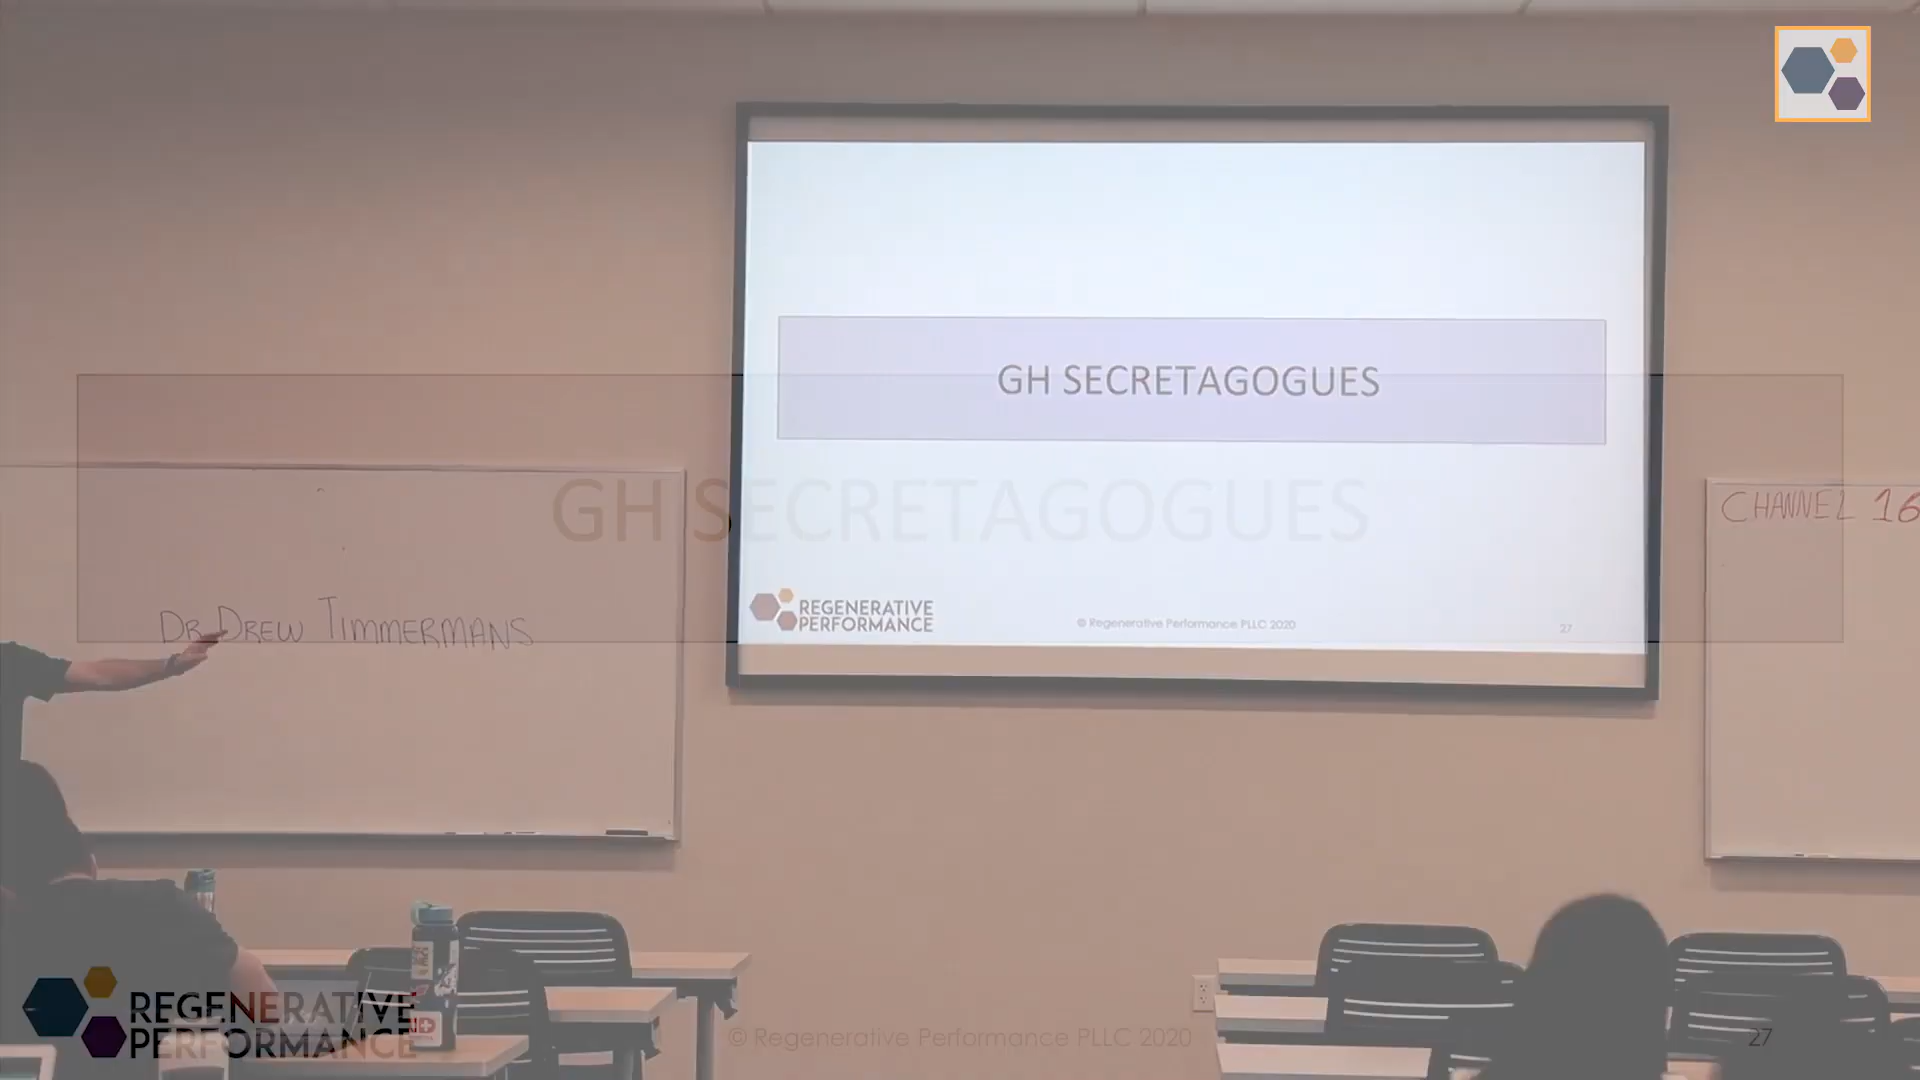 GH SECRETAGOGUES
GH SECRETAGOGUES
CHANNEL 16
DR. DREW TIMMERMANS
REGENERATIVE
PERFORMANCE
© Regenerative Performance PLLC 2020
27
REGENERATIVE
PERFORMANCE
© Regenerative Performance PLLC 2020
27